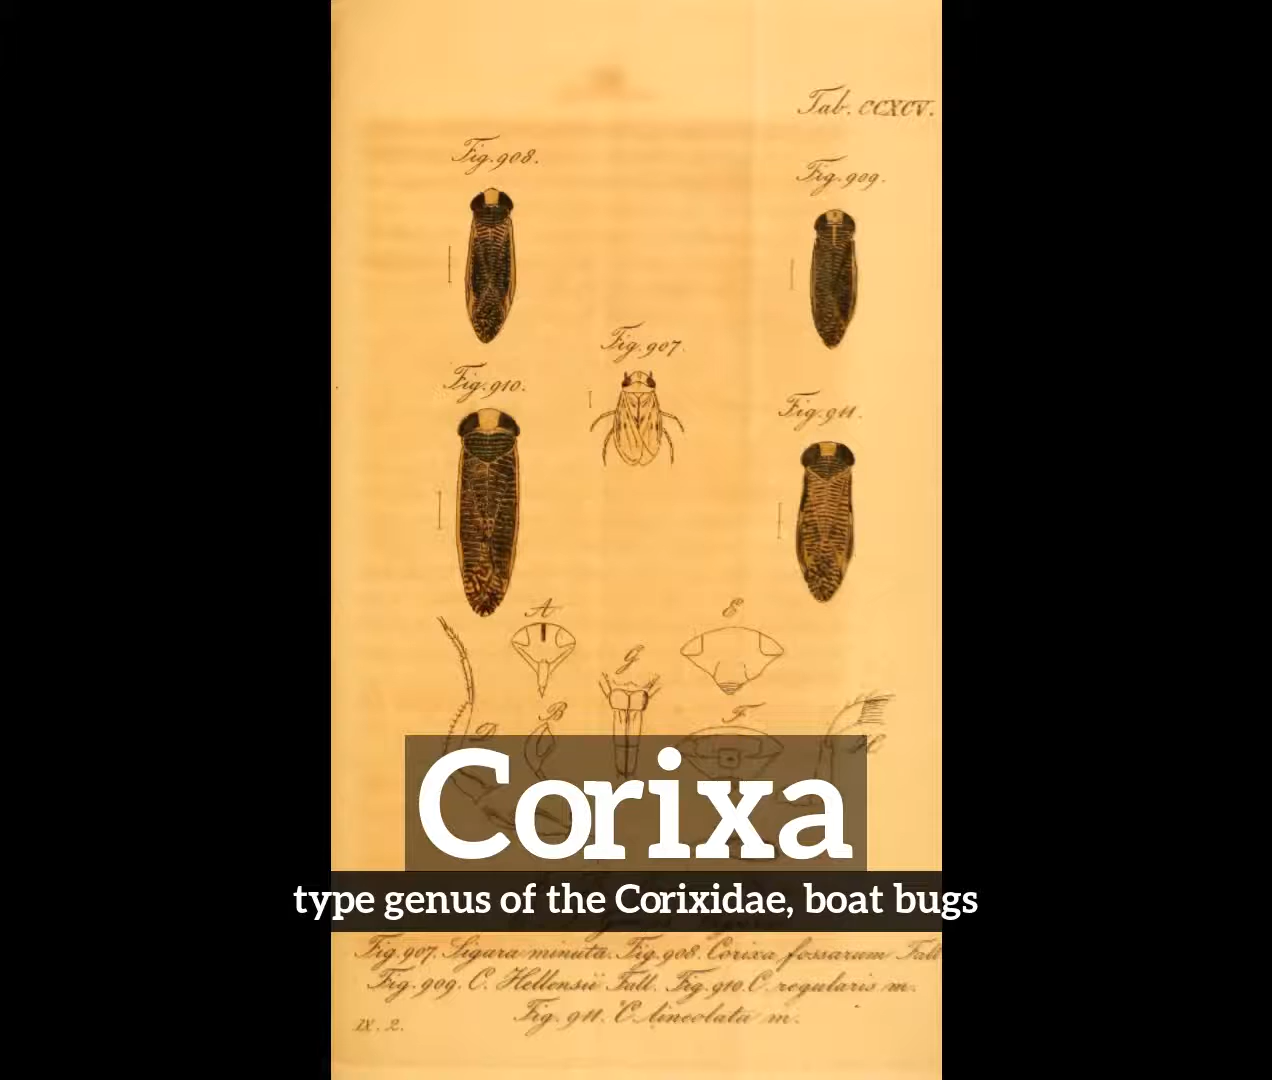 Tab. CCXCV.
Fig. 908.
Fig. 909.
Fig. 907.
Fig. 910.
Fig. 911.
A
E
G
B
F
D
H
Corixa
type genus of the Corixidae, boat bugs
Fig. 907. Sigara minuta. Fig. 908. Corixa fossarum Fall
Fig. 909. C. Hellensii Fall. Fig. 910. C. regularis m.
Fig. 911. C. lineolata m.
IX. 2.